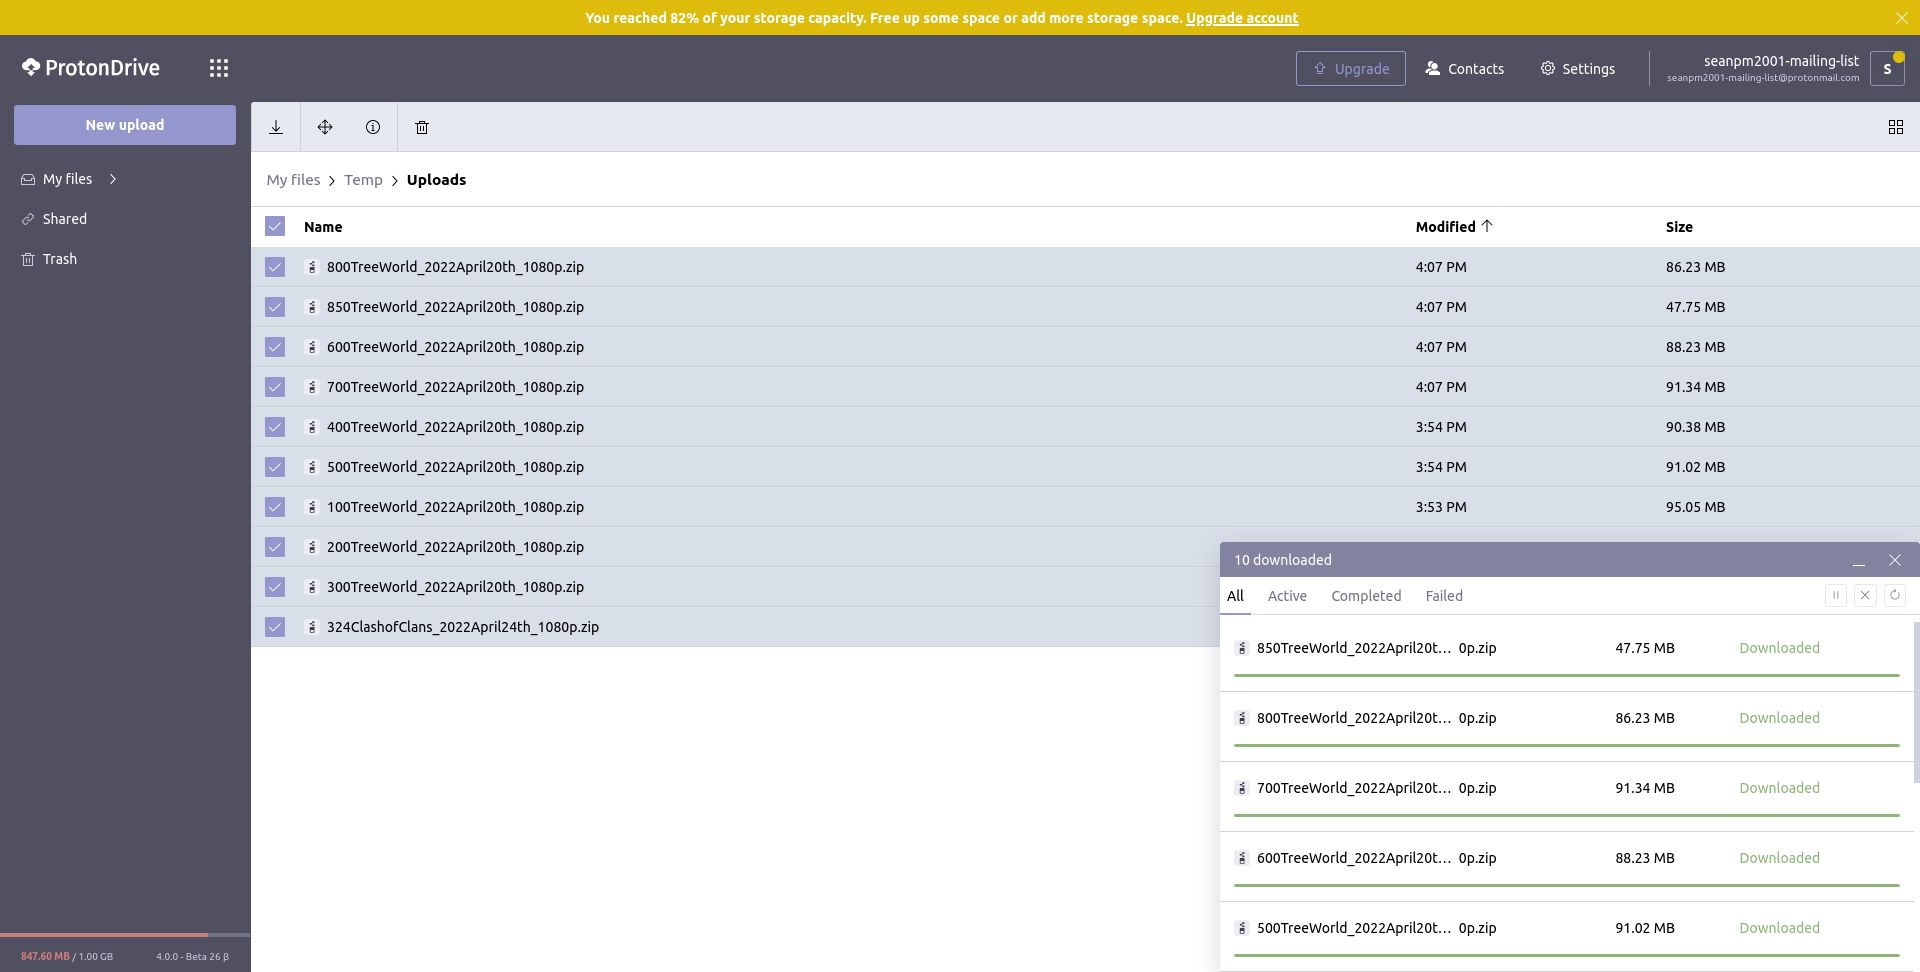 You reached 82% of your storage capacity. Free up some space or add more storage space. Upgrade account
ProtonDrive
Upgrade
Contacts
Settings
seanpm2001-mailing-list
seanpm2001-mailing-list@protonmail.com
S
New upload
My files
Shared
Trash
My files > Temp > Uploads
Name Modified Size
800TreeWorld_2022April20th_1080p.zip 4:07 PM 86.23 MB
850TreeWorld_2022April20th_1080p.zip 4:07 PM 47.75 MB
600TreeWorld_2022April20th_1080p.zip 4:07 PM 88.23 MB
700TreeWorld_2022April20th_1080p.zip 4:07 PM 91.34 MB
400TreeWorld_2022April20th_1080p.zip 3:54 PM 90.38 MB
500TreeWorld_2022April20th_1080p.zip 3:54 PM 91.02 MB
100TreeWorld_2022April20th_1080p.zip 3:53 PM 95.05 MB
200TreeWorld_2022April20th_1080p.zip
300TreeWorld_2022April20th_1080p.zip
324ClashofClans_2022April24th_1080p.zip
10 downloaded
All Active Completed Failed
850TreeWorld_2022April20t... 0p.zip 47.75 MB Downloaded
800TreeWorld_2022April20t... 0p.zip 86.23 MB Downloaded
700TreeWorld_2022April20t... 0p.zip 91.34 MB Downloaded
600TreeWorld_2022April20t... 0p.zip 88.23 MB Downloaded
500TreeWorld_2022April20t... 0p.zip 91.02 MB Downloaded
847.60 MB / 1.00 GB 4.0.0 - Beta 26 β